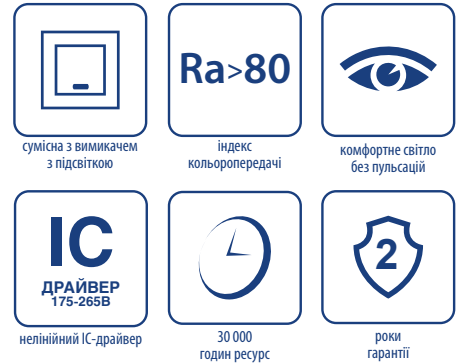 Ra>80
сумісна з вимикачем
з підсвіткою
індекс
кольоропередачі
комфортне світло
без пульсацій
IC
ДРАЙВЕР
175-265В
2
нелінійний IC-драйвер
30 000
годин ресурс
роки
гарантії